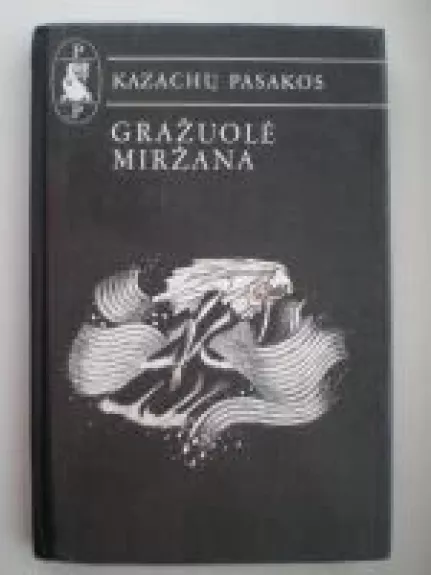 P
P
KAZACHŲ PASAKOS
GRAŽUOLĖ
MIRŽANA